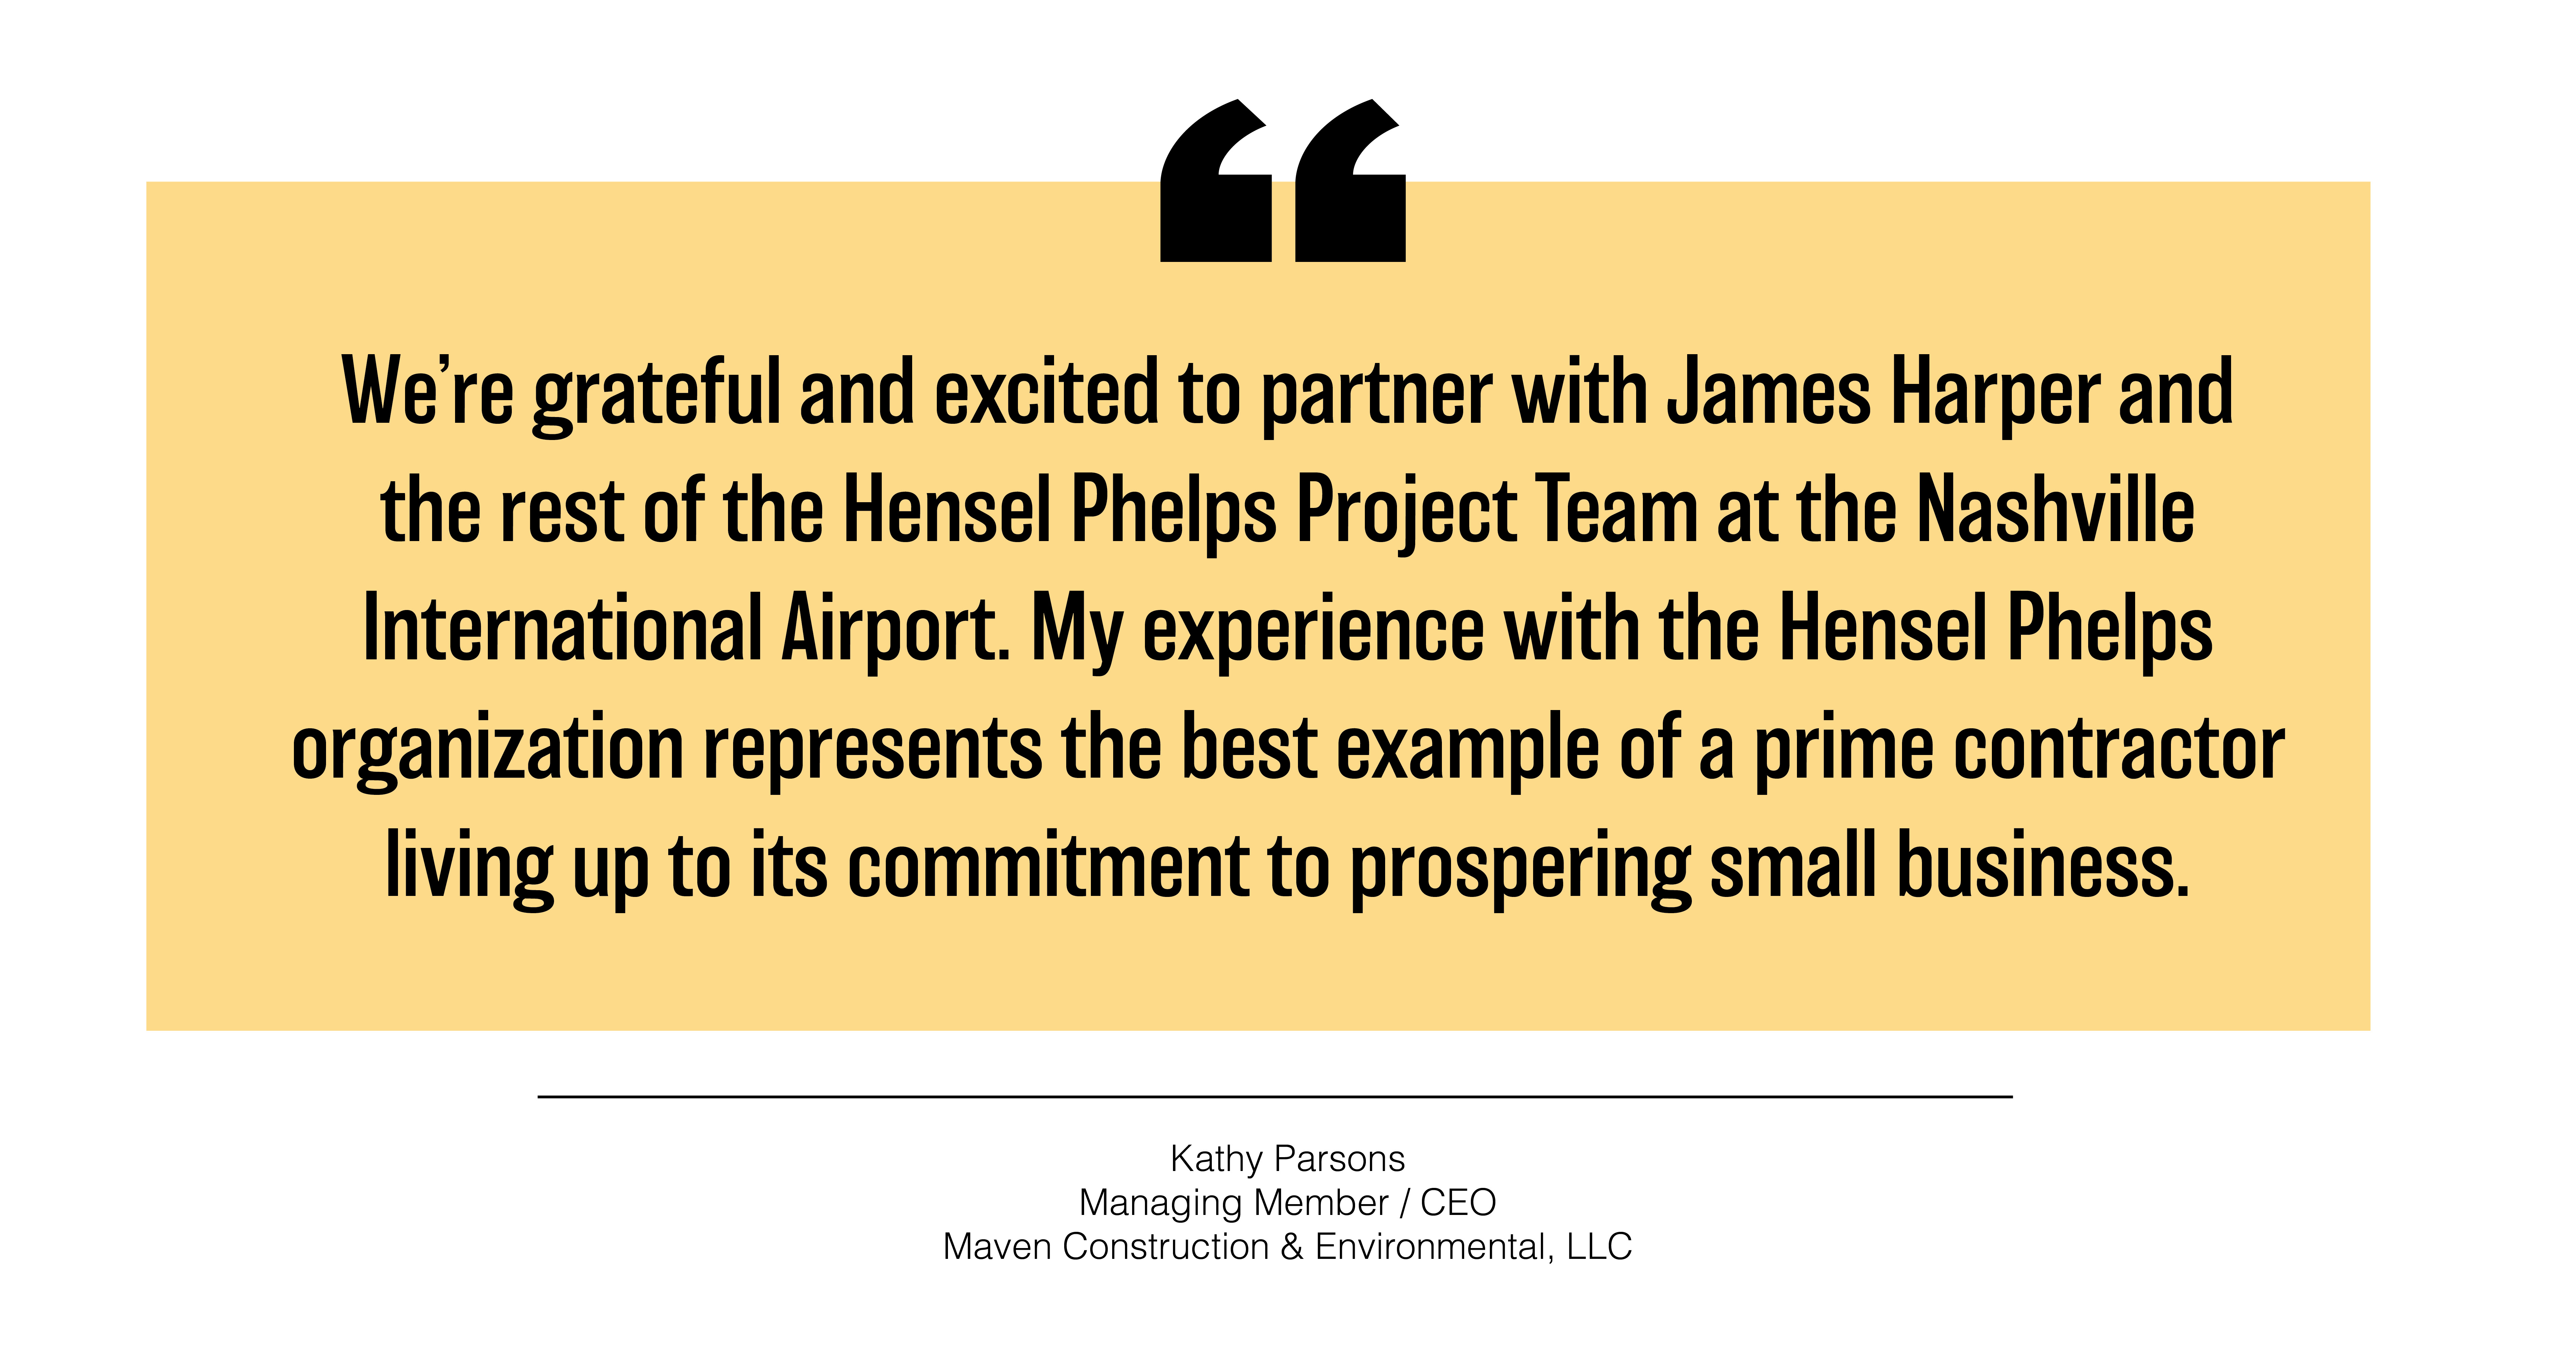 “
We’re grateful and excited to partner with James Harper and
the rest of the Hensel Phelps Project Team at the Nashville
International Airport. My experience with the Hensel Phelps
organization represents the best example of a prime contractor
living up to its commitment to prospering small business.
Kathy Parsons
Managing Member / CEO
Maven Construction & Environmental, LLC